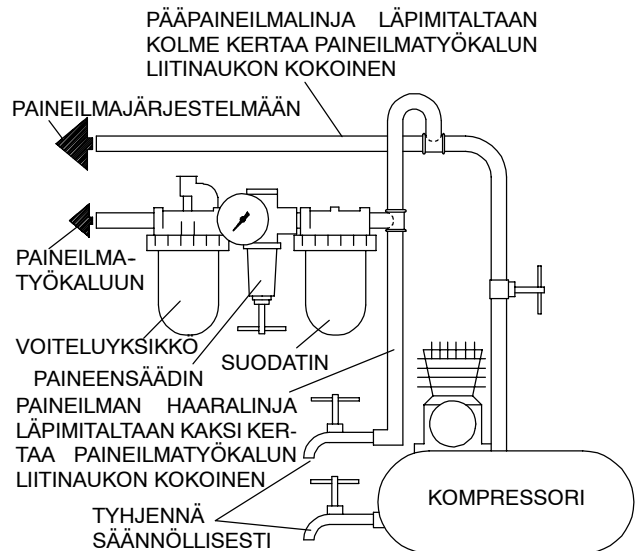 PÄÄPAINEILMALINJA LÄPIMITALTAAN
KOLME KERTAA PAINEILMATYÖKALUN
LIITINAUKON KOKOINEN
PAINEILMAJÄRJESTELMÄÄN
PAINEILMA-
TYÖKALUUN
VOITELUYKSIKKÖ
SUODATIN
PAINEENSÄÄDIN
PAINEILMAN HAARALINJA
LÄPIMITALTAAN KAKSI KER-
TAA PAINEILMATYÖKALUN
LIITINAUKON KOKOINEN
KOMPRESSORI
TYHJENNÄ
SÄÄNNÖLLISESTI